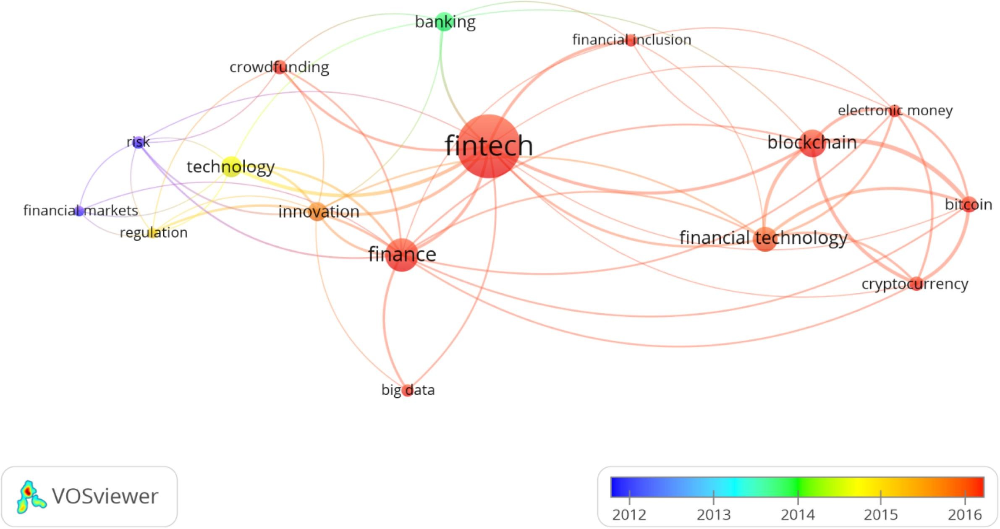 banking
financial inclusion
crowdfunding
electronic money
risk
fintech
blockchain
technology
financial markets
innovation
bitcoin
regulation
financial technology
finance
cryptocurrency
big data
VOSviewer
2012 2013 2014 2015 2016